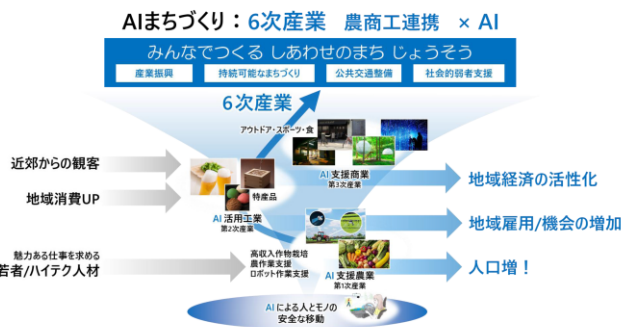 AIまちづくり：6次産業 農商工連携 × AI
みんなでつくる しあわせのまち じょうそう
産業振興
持続可能なまちづくり
公共交通整備
社会的弱者支援
6次産業
アウトドア・スポーツ・食
近郊からの観客
地域消費UP
特産品
AI 活用工業
第2次産業
AI 支援商業
第3次産業
地域経済の活性化
地域雇用/機会の増加
人口増！
魅力ある仕事を求める
若者/ハイテク人材
高収入作物栽培
農作業支援
ロボット作業支援
AI 支援農業
第1次産業
AIによる人とモノの
安全な移動